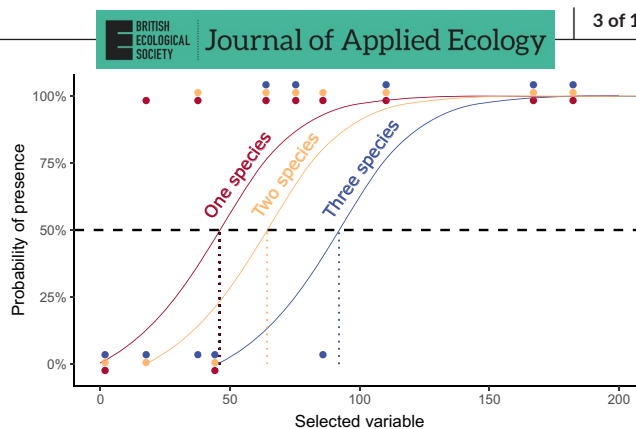 BRITISH
ECOLOGICAL
SOCIETY
Journal of Applied Ecology
3 of 1
100%
75%
50%
25%
0%
Probability of presence
One species
Two species
Three species
0
50
100
150
200
Selected variable